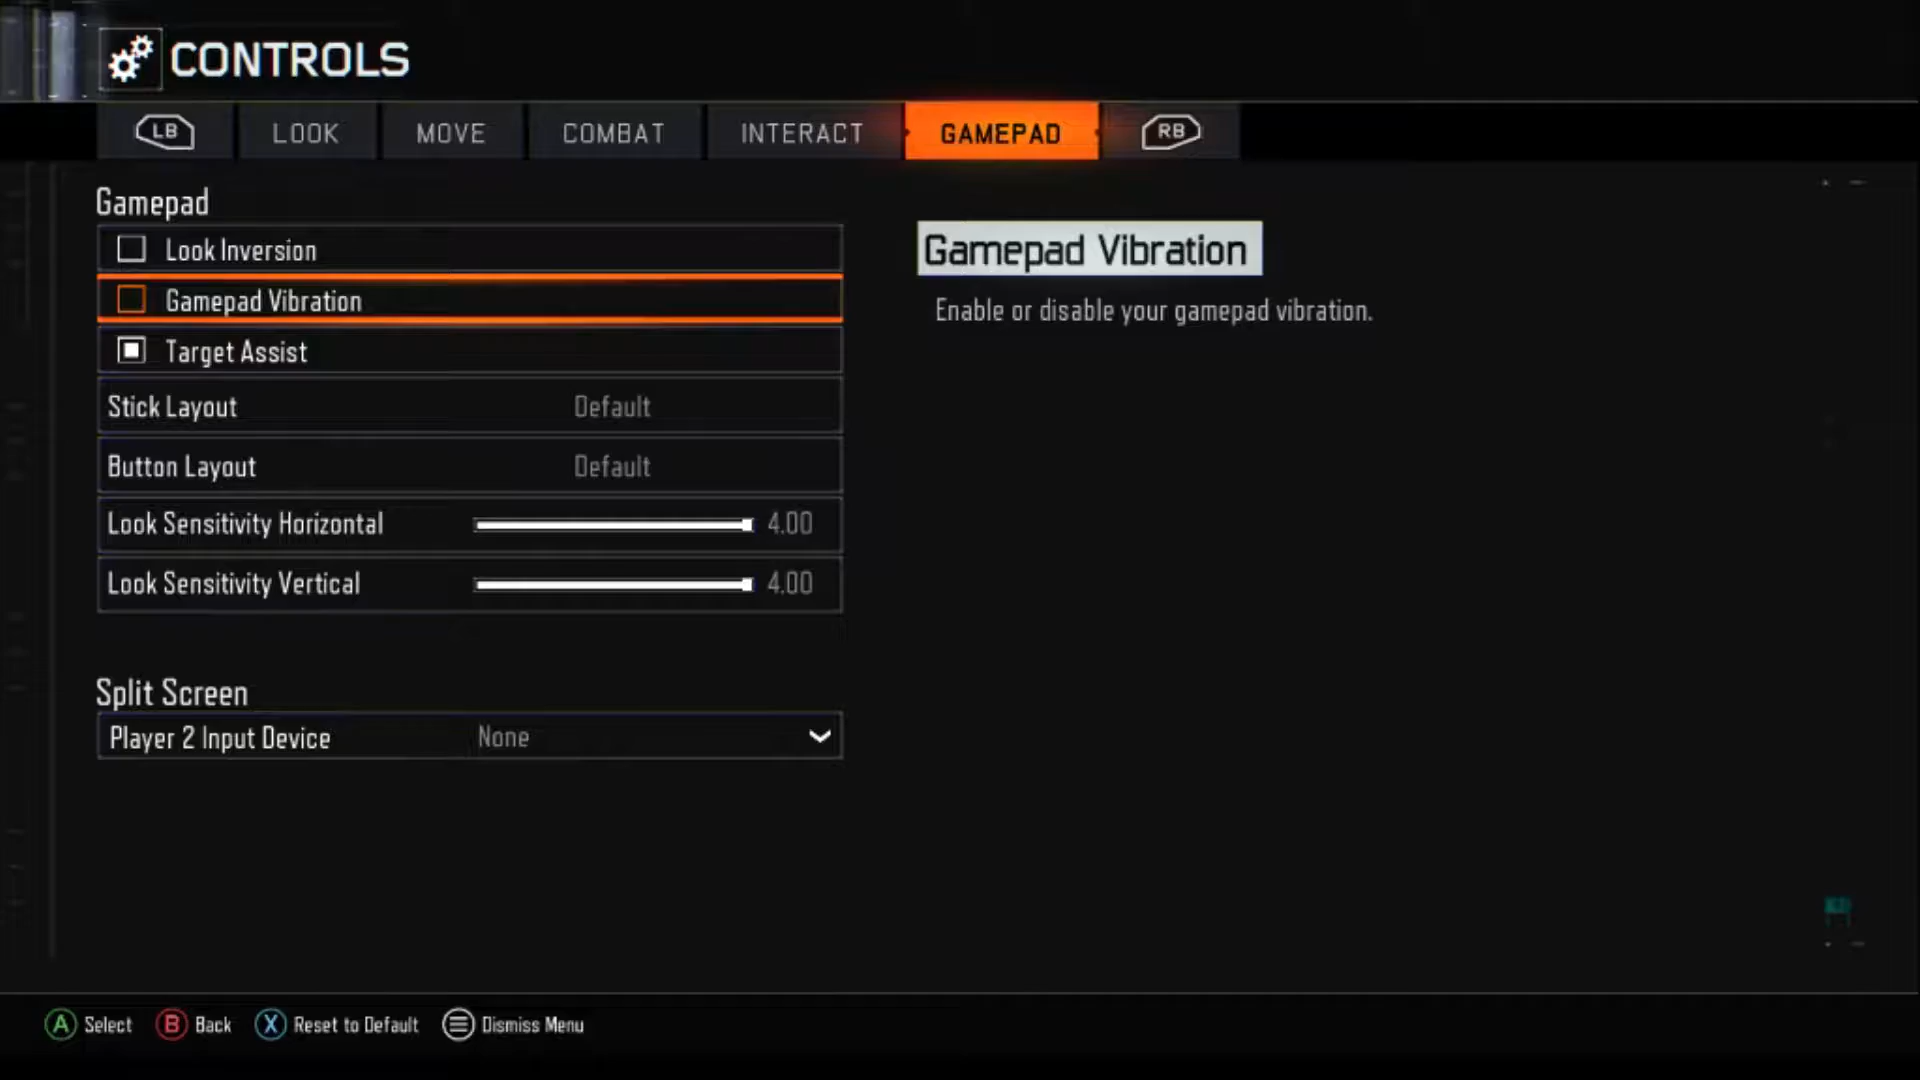 CONTROLS
LB LOOK MOVE COMBAT INTERACT GAMEPAD RB
Gamepad
Look Inversion
Gamepad Vibration
Target Assist
Stick Layout Default
Button Layout Default
Look Sensitivity Horizontal 4.00
Look Sensitivity Vertical 4.00
Split Screen
Player 2 Input Device None
Gamepad Vibration
Enable or disable your gamepad vibration.
A Select B Back X Reset to Default Dismiss Menu